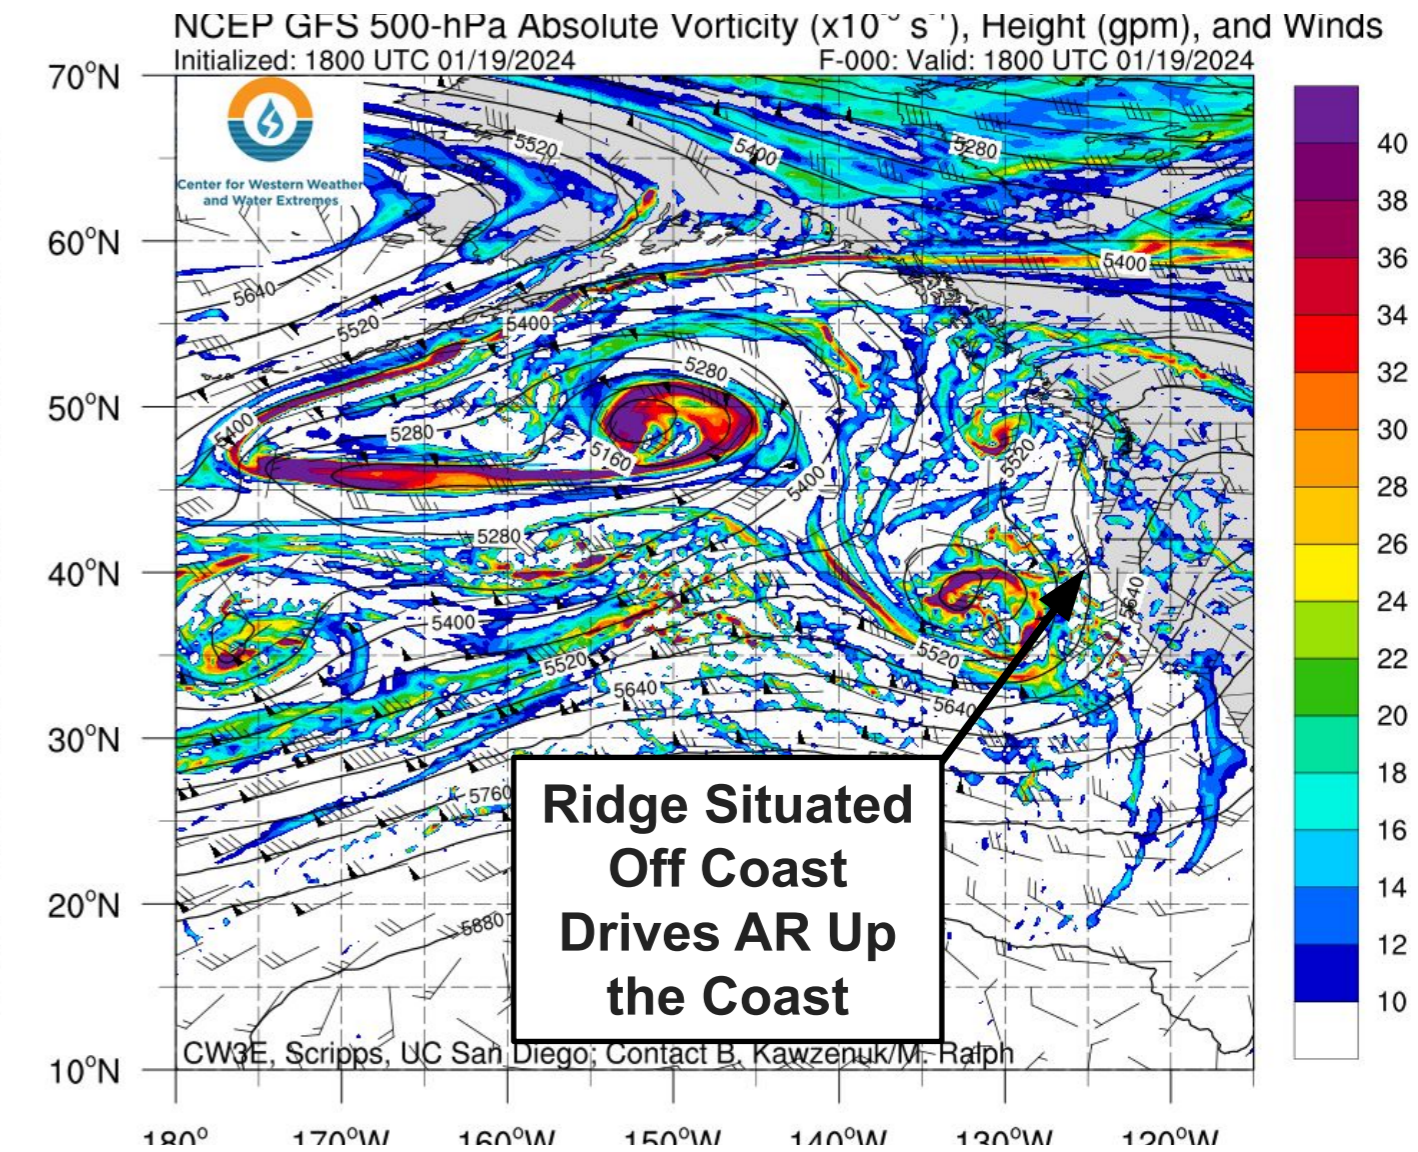 NCEP GFS 500-hPa Absolute Vorticity (x10⁻⁵ s⁻¹), Height (gpm), and Winds
Initialized: 1800 UTC 01/19/2024
F-000: Valid: 1800 UTC 01/19/2024
Center for Western Weather
and Water Extremes
70°N
60°N
50°N
40°N
30°N
20°N
10°N
180°
170°W
160°W
150°W
140°W
130°W
120°W
40
38
36
34
32
30
28
26
24
22
20
18
16
14
12
10
5520
5400
5280
5640
5520
5400
5400
5280
5400
5280
5160
5400
5520
5280
5400
5640
5520
5520
5640
5640
5760
5880
Ridge Situated
Off Coast
Drives AR Up
the Coast
CW3E, Scripps, UC San Diego; Contact B. Kawzenuk/M. Ralph